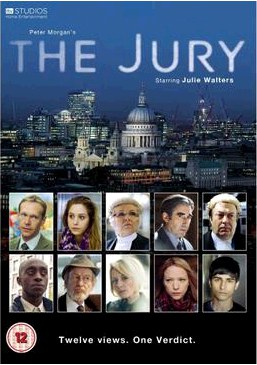 itv STUDIOS
Home Entertainment
Peter Morgan's
THE JURY
Starring Julie Walters
12
Twelve views. One Verdict.